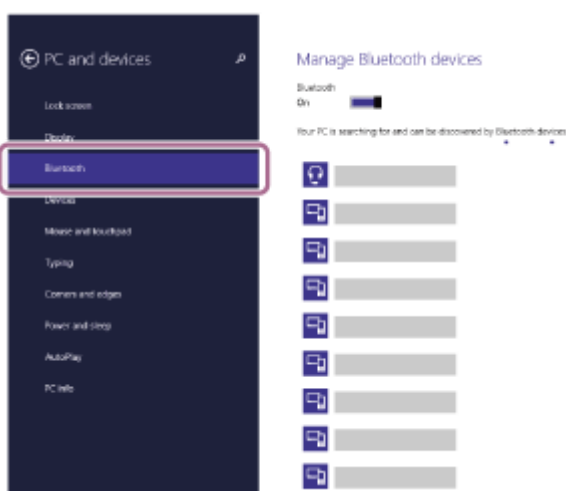 PC and devices
Lock screen
Display
Bluetooth
Devices
Mouse and touchpad
Typing
Corners and edges
Power and sleep
AutoPlay
PC info
Manage Bluetooth devices
Bluetooth
On
Your PC is searching for and can be discovered by Bluetooth devices